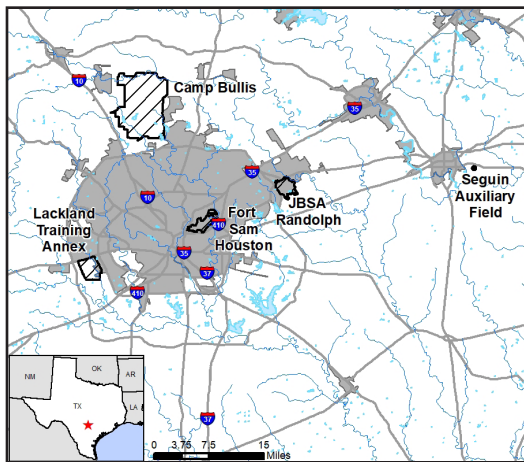 10
Camp Bullis
35
35
JBSA
Randolph
Seguin
Auxiliary
Field
10
Lackland
Training
Annex
Fort
Sam
Houston
410
35
37
410
NM
OK
AR
TX
LA
37
0 3.75 7.5 15
Miles